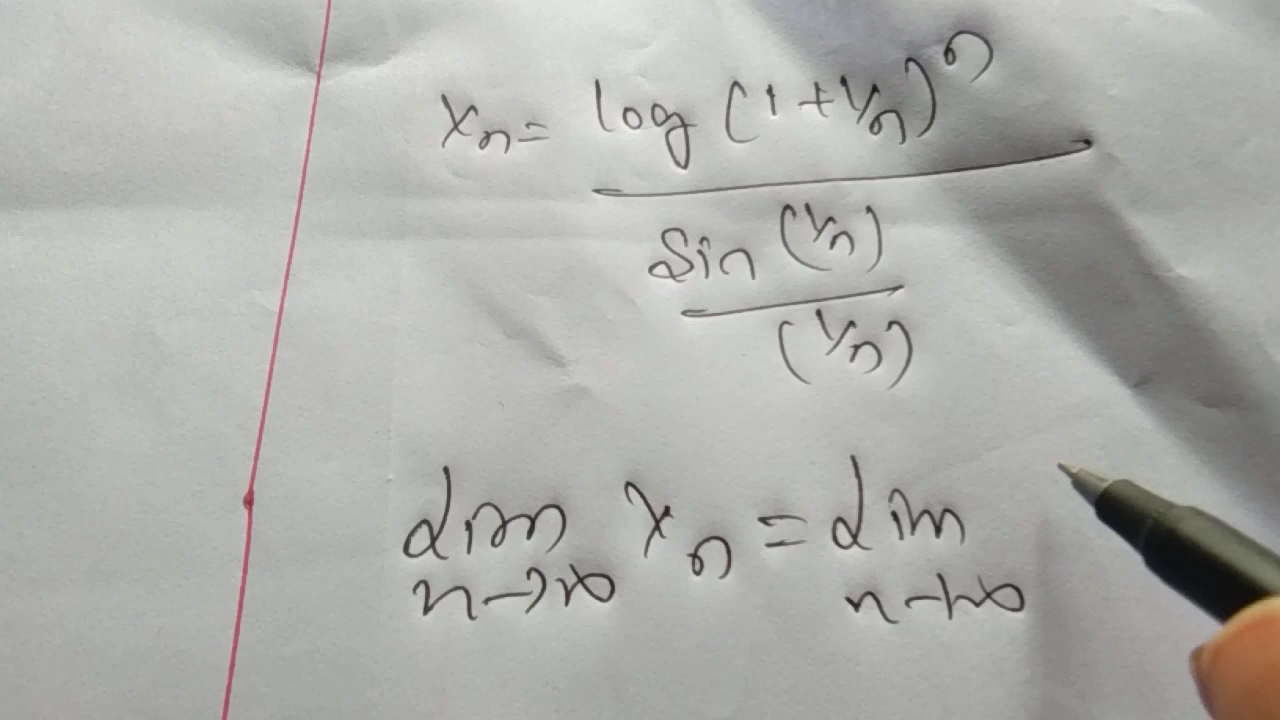 xn = log (1 + 1/n)^n
sin (1/n)
(1/n)
lim xn = lim
n→∞ n→∞